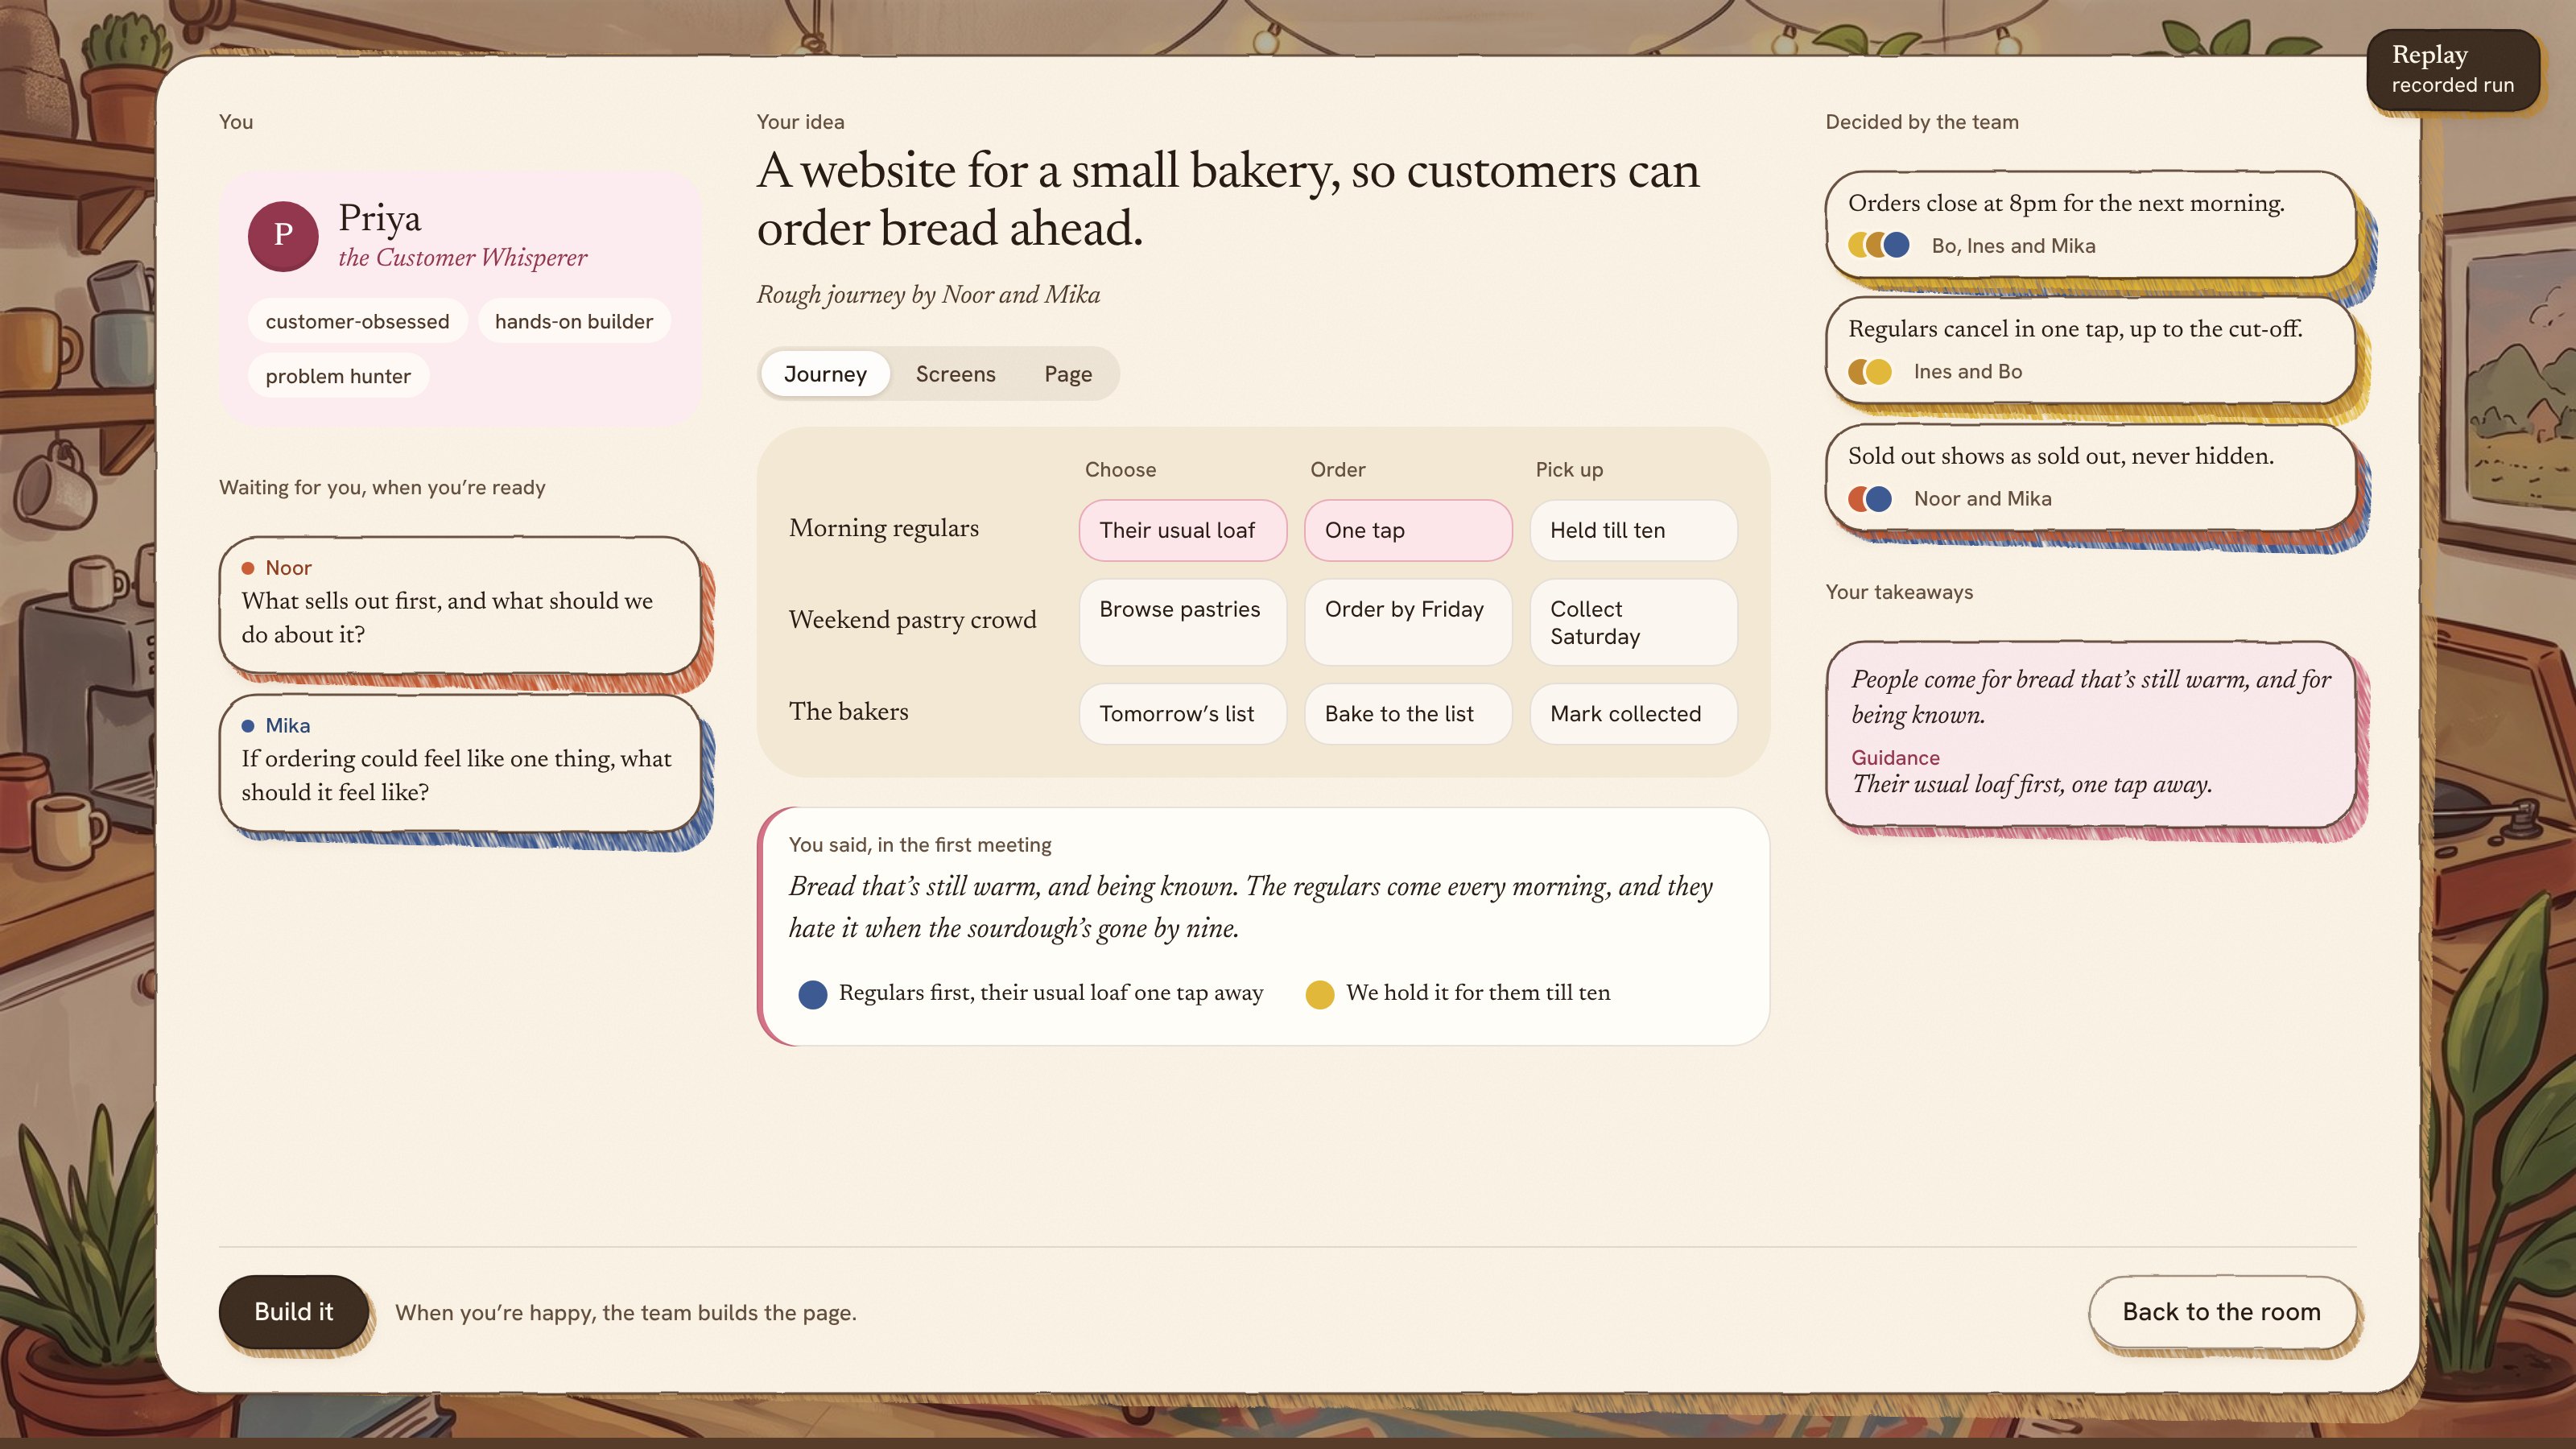 Replay
recorded run
You
P
Priya
the Customer Whisperer
customer-obsessed
hands-on builder
problem hunter
Waiting for you, when you’re ready
Noor
What sells out first, and what should we
do about it?
Mika
If ordering could feel like one thing, what
should it feel like?
Your idea
A website for a small bakery, so customers can
order bread ahead.
Rough journey by Noor and Mika
Journey
Screens
Page
Choose
Order
Pick up
Morning regulars
Their usual loaf
One tap
Held till ten
Weekend pastry crowd
Browse pastries
Order by Friday
Collect
Saturday
The bakers
Tomorrow’s list
Bake to the list
Mark collected
You said, in the first meeting
Bread that’s still warm, and being known. The regulars come every morning, and they
hate it when the sourdough’s gone by nine.
Regulars first, their usual loaf one tap away
We hold it for them till ten
Decided by the team
Orders close at 8pm for the next morning.
Bo, Ines and Mika
Regulars cancel in one tap, up to the cut-off.
Ines and Bo
Sold out shows as sold out, never hidden.
Noor and Mika
Your takeaways
People come for bread that’s still warm, and for
being known.
Guidance
Their usual loaf first, one tap away.
Build it
When you’re happy, the team builds the page.
Back to the room